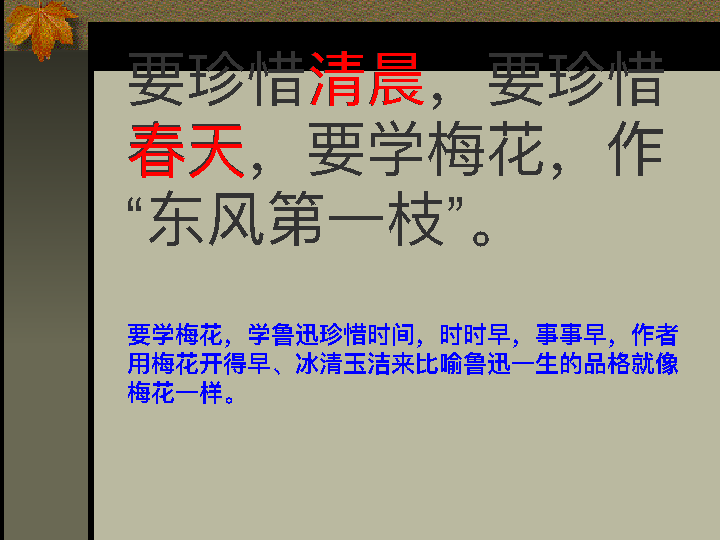 要珍惜清晨，要珍惜
春天，要学梅花，作
“东风第一枝”。
要学梅花，学鲁迅珍惜时间，时时早，事事早，作者
用梅花开得早、冰清玉洁来比喻鲁迅一生的品格就像
梅花一样。